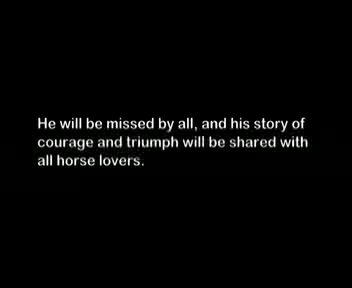 He will be missed by all, and his story of
courage and triumph will be shared with
all horse lovers.